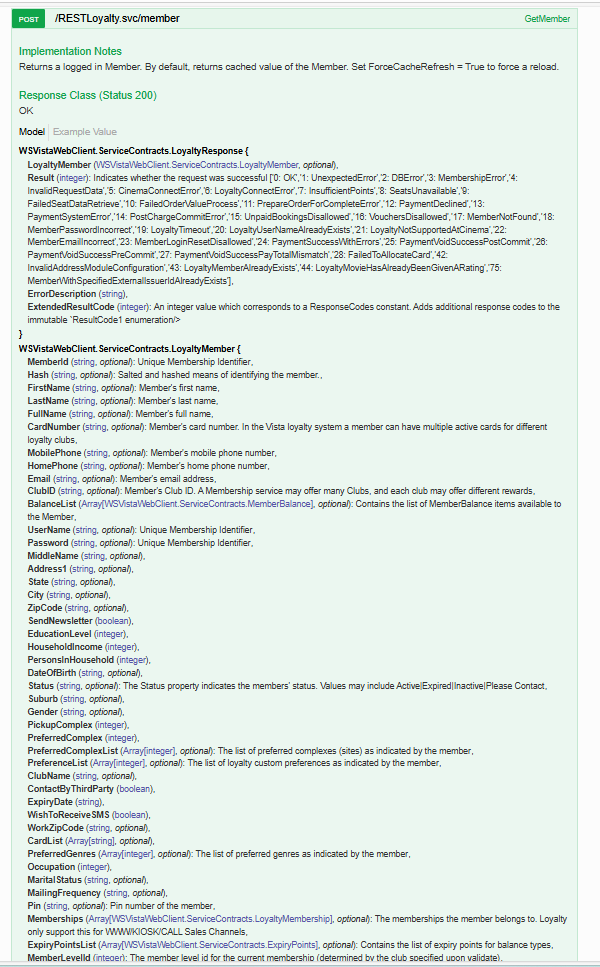 POST /RESTLoyalty.svc/member GetMember
Implementation Notes
Returns a logged in Member. By default, returns cached value of the Member. Set ForceCacheRefresh = True to force a reload.
Response Class (Status 200)
OK
Model Example Value
WSVistaWebClient.ServiceContracts.LoyaltyResponse {
LoyaltyMember (WSVistaWebClient.ServiceContracts.LoyaltyMember, optional),
Result (integer): Indicates whether the request was successful ['0: OK','1: UnexpectedError','2: DBError','3: MembershipError','4:
InvalidRequestData','5: CinemaConnectError','6: LoyaltyConnectError','7: InsufficientPoints','8: SeatsUnavailable','9:
FailedSeatDataRetrieve','10: FailedOrderValueProcess','11: PrepareOrderForCompleteError','12: PaymentDeclined','13:
PaymentSystemError','14: PostChargeCommitError','15: UnpaidBookingsDisallowed','16: VouchersDisallowed','17: MemberNotFound','18:
MemberPasswordIncorrect','19: LoyaltyTimeout','20: LoyaltyUserNameAlreadyExists','21: LoyaltyNotSupportedAtCinema','22:
MemberEmailIncorrect','23: MemberLoginResetDisallowed','24: PaymentSuccessWithErrors','25: PaymentVoidSuccessPostCommit','26:
PaymentVoidSuccessPreCommit','27: PaymentVoidSuccessPayTotalMismatch','28: FailedToAllocateCard','42:
InvalidAddressModuleConfiguration','43: LoyaltyMemberAlreadyExists','44: LoyaltyMovieHasAlreadyBeenGivenARating','75:
MemberWithSpecifiedExternalIssuerIdAlreadyExists'],
ErrorDescription (string),
ExtendedResultCode (integer): An integer value which corresponds to a ResponseCodes constant. Adds additional response codes to the
immutable `ResultCode1 enumeration/>
}
WSVistaWebClient.ServiceContracts.LoyaltyMember {
MemberId (string, optional): Unique Membership Identifier,
Hash (string, optional): Salted and hashed means of identifying the member.,
FirstName (string, optional): Member's first name,
LastName (string, optional): Member's last name,
FullName (string, optional): Member's full name,
CardNumber (string, optional): Member's card number. In the Vista loyalty system a member can have multiple active cards for different
loyalty clubs,
MobilePhone (string, optional): Member's mobile phone number,
HomePhone (string, optional): Member's home phone number,
Email (string, optional): Member's email address,
ClubID (string, optional): Member's Club ID. A Membership service may offer many Clubs, and each club may offer different rewards,
BalanceList (Array[WSVistaWebClient.ServiceContracts.MemberBalance], optional): Contains the list of MemberBalance items available to
the Member,
UserName (string, optional): Unique Membership Identifier,
Password (string, optional): Unique Membership Identifier,
MiddleName (string, optional),
Address1 (string, optional),
State (string, optional),
City (string, optional),
ZipCode (string, optional),
SendNewsletter (boolean),
EducationLevel (integer),
HouseholdIncome (integer),
PersonsInHousehold (integer),
DateOfBirth (string, optional),
Status (string, optional): The Status property indicates the members' status. Values may include Active|Expired|Inactive|Please Contact,
Suburb (string, optional),
Gender (string, optional),
PickupComplex (integer),
PreferredComplex (integer),
PreferredComplexList (Array[integer], optional): The list of preferred complexes (sites) as indicated by the member,
PreferenceList (Array[integer], optional): The list of loyalty custom preferences as indicated by the member,
ClubName (string, optional),
ContactByThirdParty (boolean),
ExpiryDate (string),
WishToReceiveSMS (boolean),
WorkZipCode (string, optional),
CardList (Array[string], optional),
PreferredGenres (Array[integer], optional): The list of preferred genres as indicated by the member,
Occupation (integer),
MaritalStatus (string, optional),
MailingFrequency (string, optional),
Pin (string, optional): Pin number of the member,
Memberships (Array[WSVistaWebClient.ServiceContracts.LoyaltyMembership], optional): The memberships the member belongs to. Loyalty
only support this for WWW/KIOSK/CALL Sales Channels,
ExpiryPointsList (Array[WSVistaWebClient.ServiceContracts.ExpiryPoints], optional): Contains the list of expiry points for balance types,
MemberLevelId (integer): The member level id for the current membership (determined by the club specified upon validate),